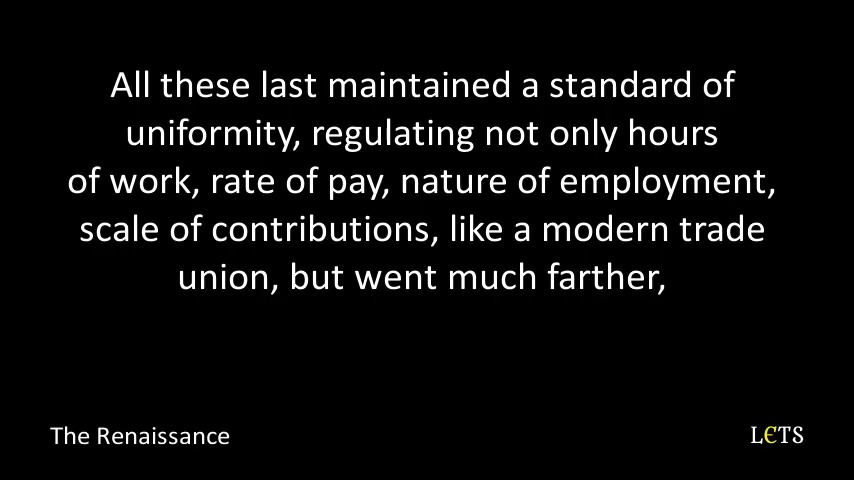 All these last maintained a standard of
uniformity, regulating not only hours
of work, rate of pay, nature of employment,
scale of contributions, like a modern trade
union, but went much farther,
The Renaissance
LЄTS